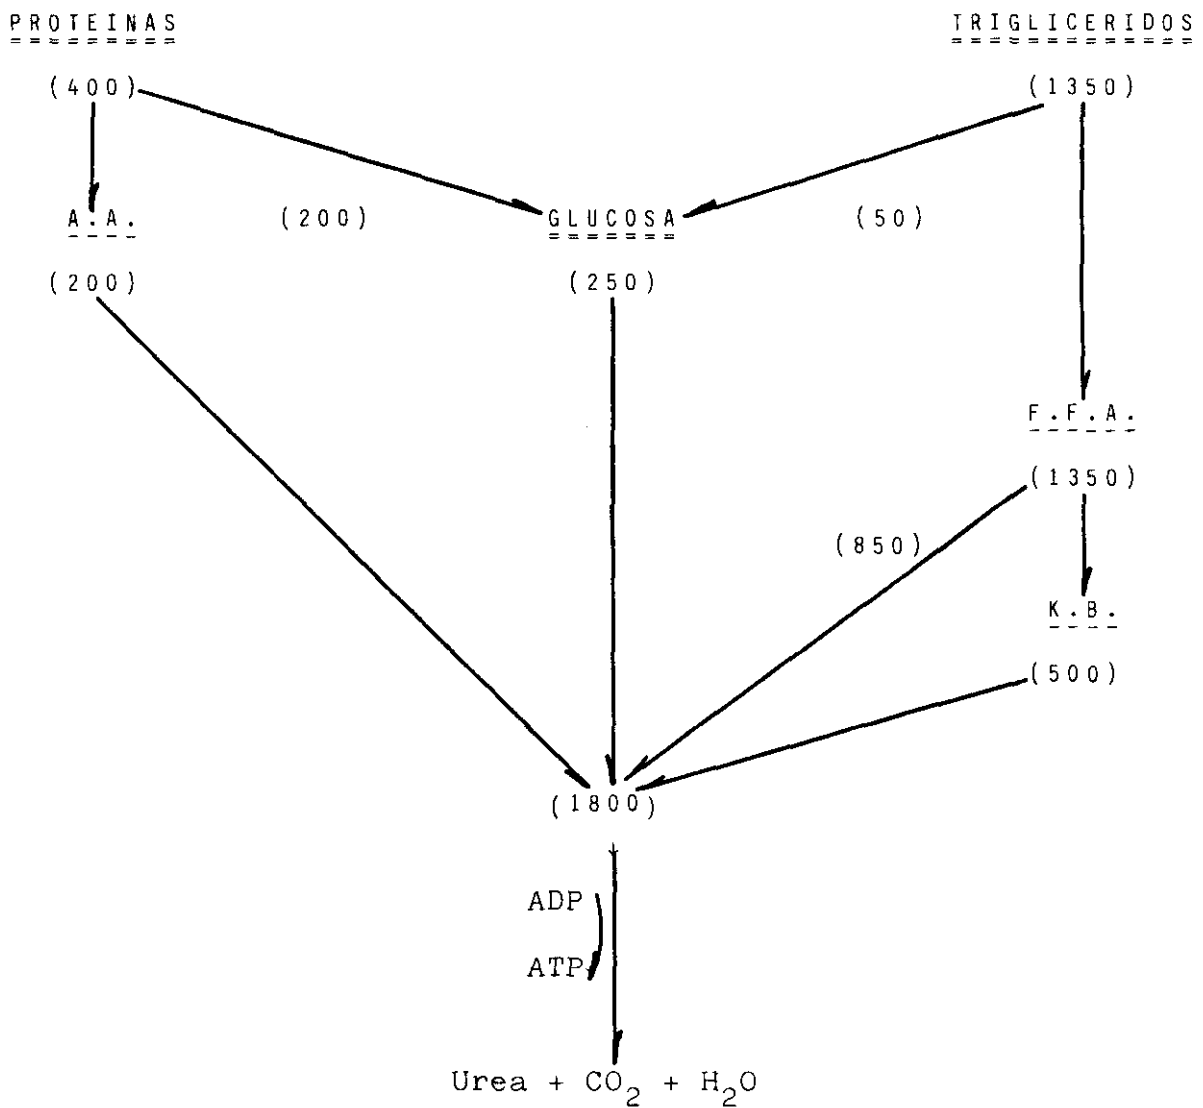 PROTEINAS TRIGLICERIDOS
(400) (1350)
A.A. (200) GLUCOSA (50)
(200) (250)
F.F.A.
(1350)
(850)
K.B.
(500)
(1800)
ADP
ATP
Urea + CO₂ + H₂O